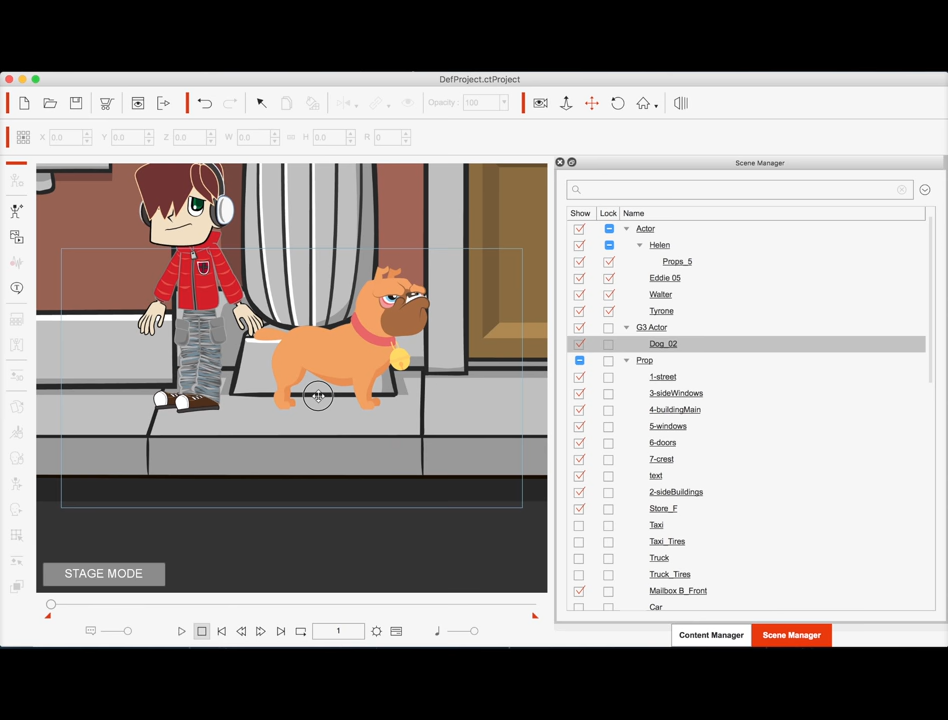 DefProject.ctProject
Opacity: 100
X 0.0 Y 0.0 Z 0.0 W 0.0 H 0.0 R 0
Scene Manager
Show Lock Name
Actor
Helen
Props_5
Eddie 05
Walter
Tyrone
G3 Actor
Dog_02
Prop
1-street
3-sideWindows
4-buildingMain
5-windows
6-doors
7-crest
text
2-sideBuildings
Store_F
Taxi
Taxi_Tires
Truck
Truck_Tires
Mailbox B_Front
Car
STAGE MODE
1
Content Manager Scene Manager